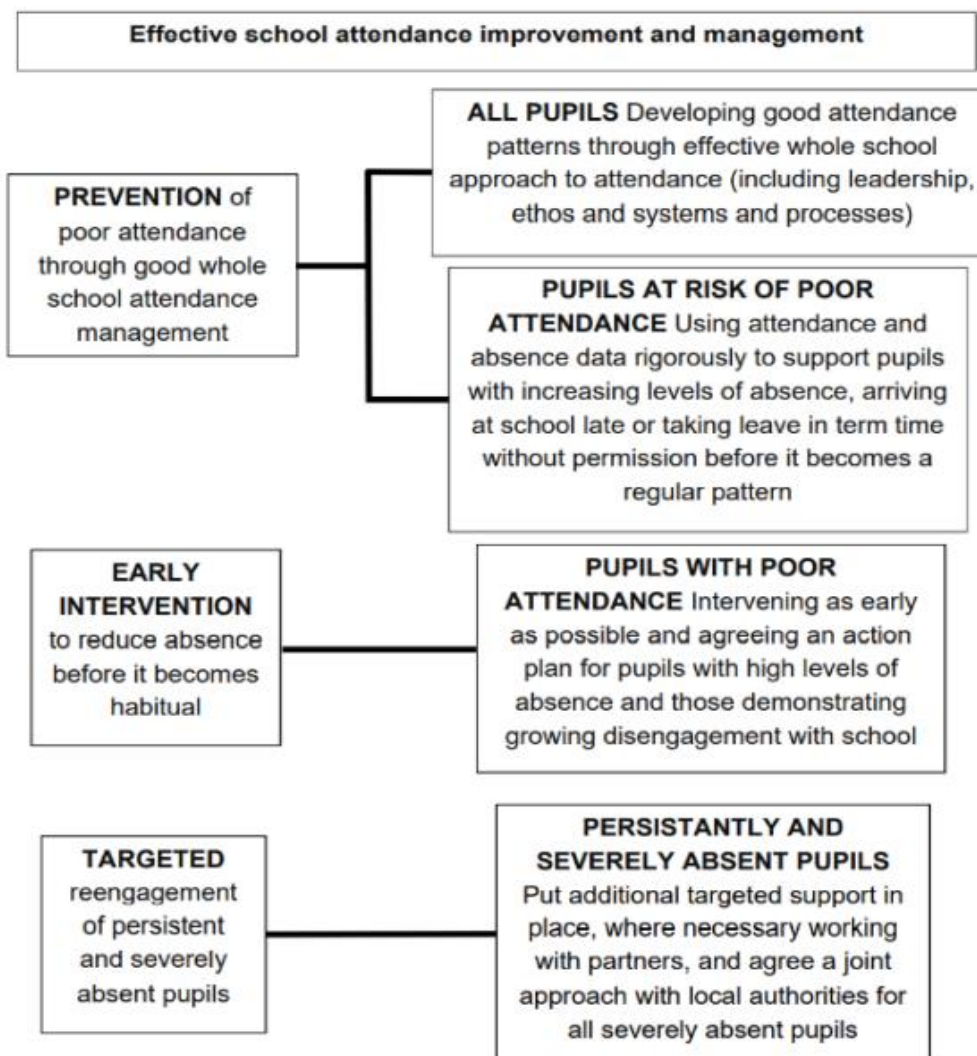 Effective school attendance improvement and management
ALL PUPILS Developing good attendance
patterns through effective whole school
approach to attendance (including leadership,
ethos and systems and processes)
PREVENTION of
poor attendance
through good whole
school attendance
management
PUPILS AT RISK OF POOR
ATTENDANCE Using attendance and
absence data rigorously to support pupils
with increasing levels of absence, arriving
at school late or taking leave in term time
without permission before it becomes a
regular pattern
EARLY
INTERVENTION
to reduce absence
before it becomes
habitual
PUPILS WITH POOR
ATTENDANCE Intervening as early
as possible and agreeing an action
plan for pupils with high levels of
absence and those demonstrating
growing disengagement with school
TARGETED
reengagement
of persistent
and severely
absent pupils
PERSISTANTLY AND
SEVERELY ABSENT PUPILS
Put additional targeted support in
place, where necessary working
with partners, and agree a joint
approach with local authorities for
all severely absent pupils